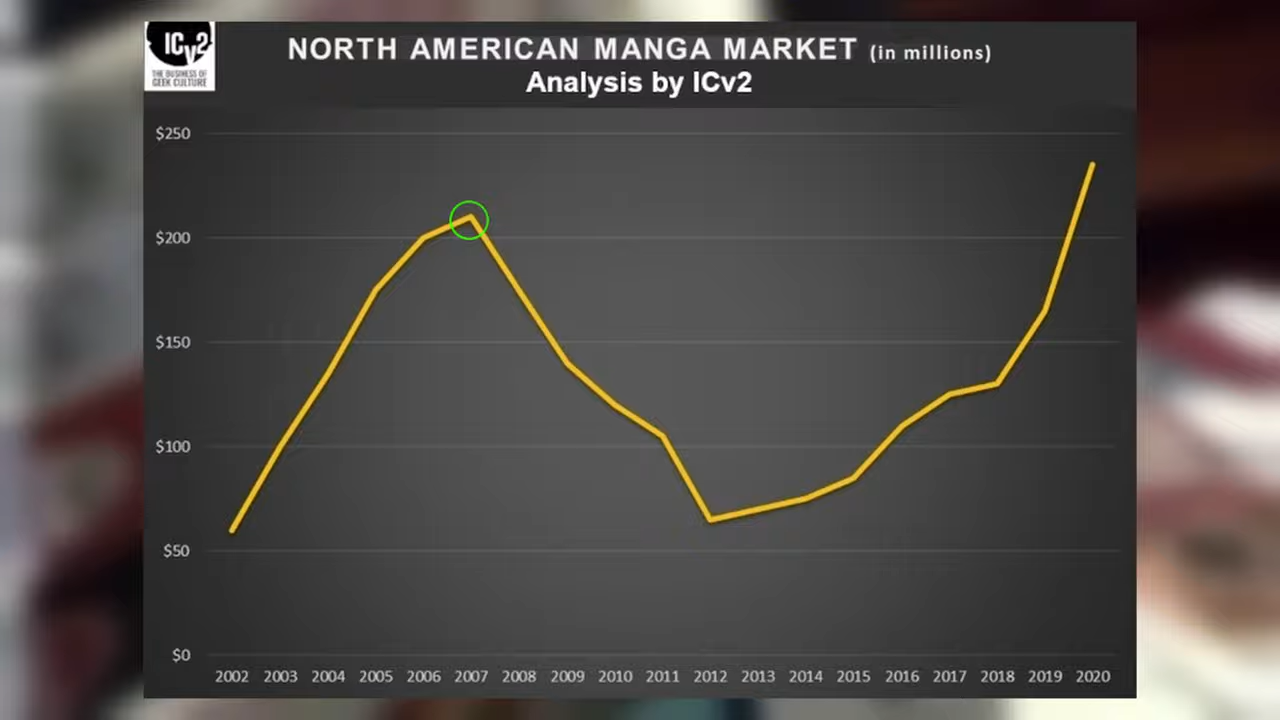 ICv2
THE BUSINESS OF
GEEK CULTURE
NORTH AMERICAN MANGA MARKET (in millions)
Analysis by ICv2
$250
$200
$150
$100
$50
$0
2002 2003 2004 2005 2006 2007 2008 2009 2010 2011 2012 2013 2014 2015 2016 2017 2018 2019 2020